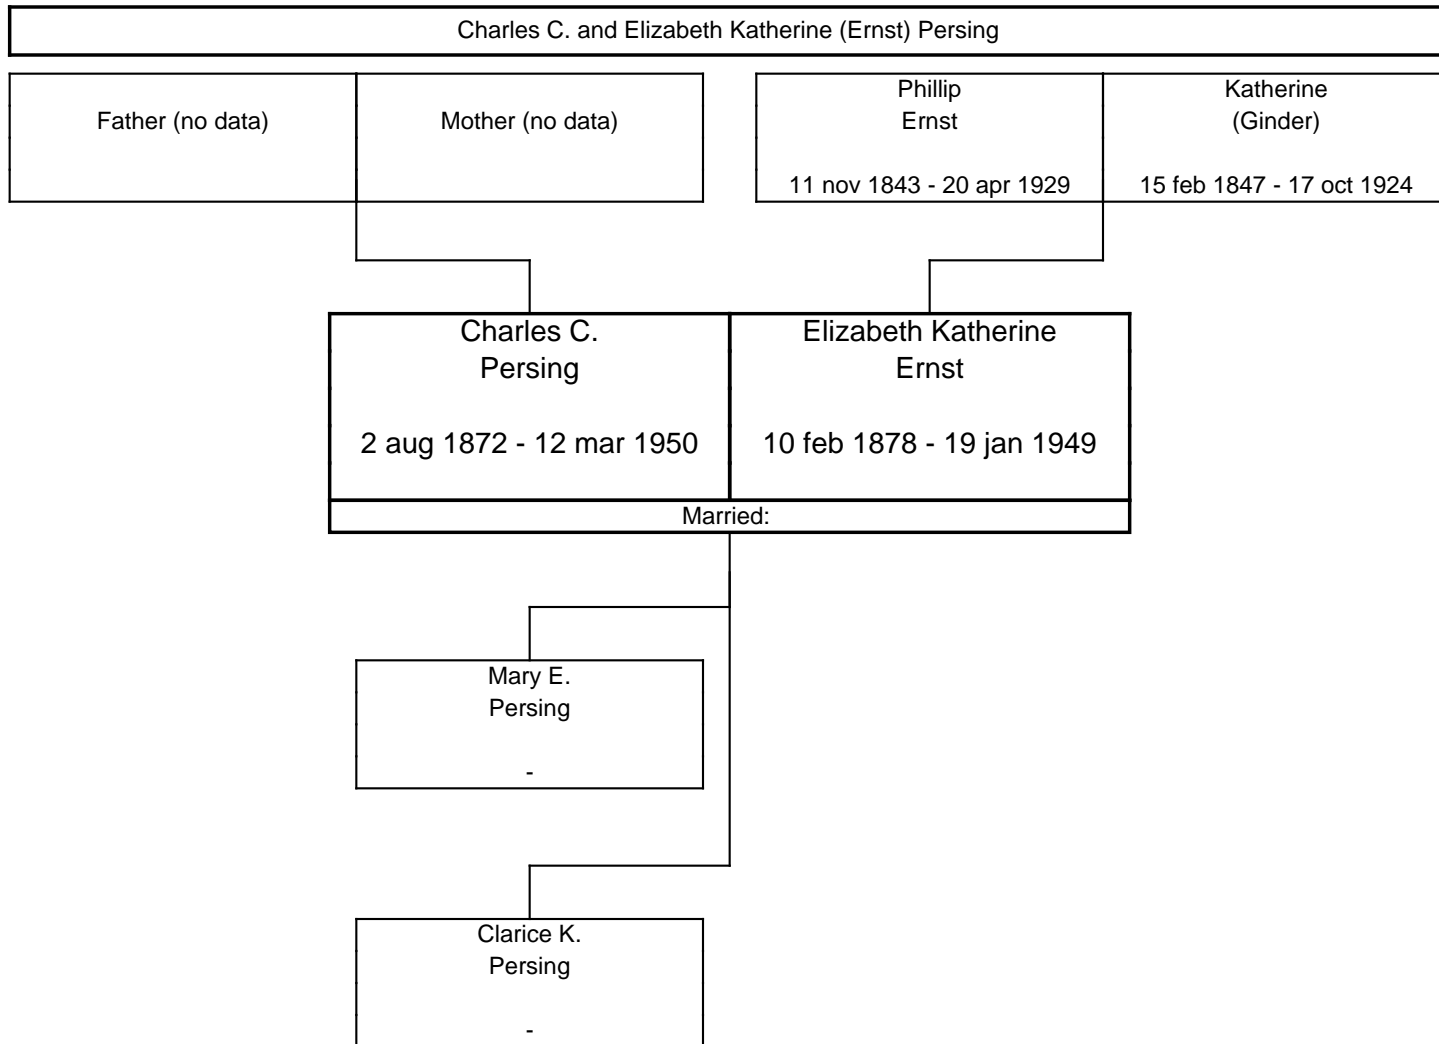 Charles C. and Elizabeth Katherine (Ernst) Persing
Father (no data)
Mother (no data)
Phillip
Ernst
11 nov 1843 - 20 apr 1929
Katherine
(Ginder)
15 feb 1847 - 17 oct 1924
Charles C.
Persing
2 aug 1872 - 12 mar 1950
Elizabeth Katherine
Ernst
10 feb 1878 - 19 jan 1949
Married:
Mary E.
Persing
-
Clarice K.
Persing
-